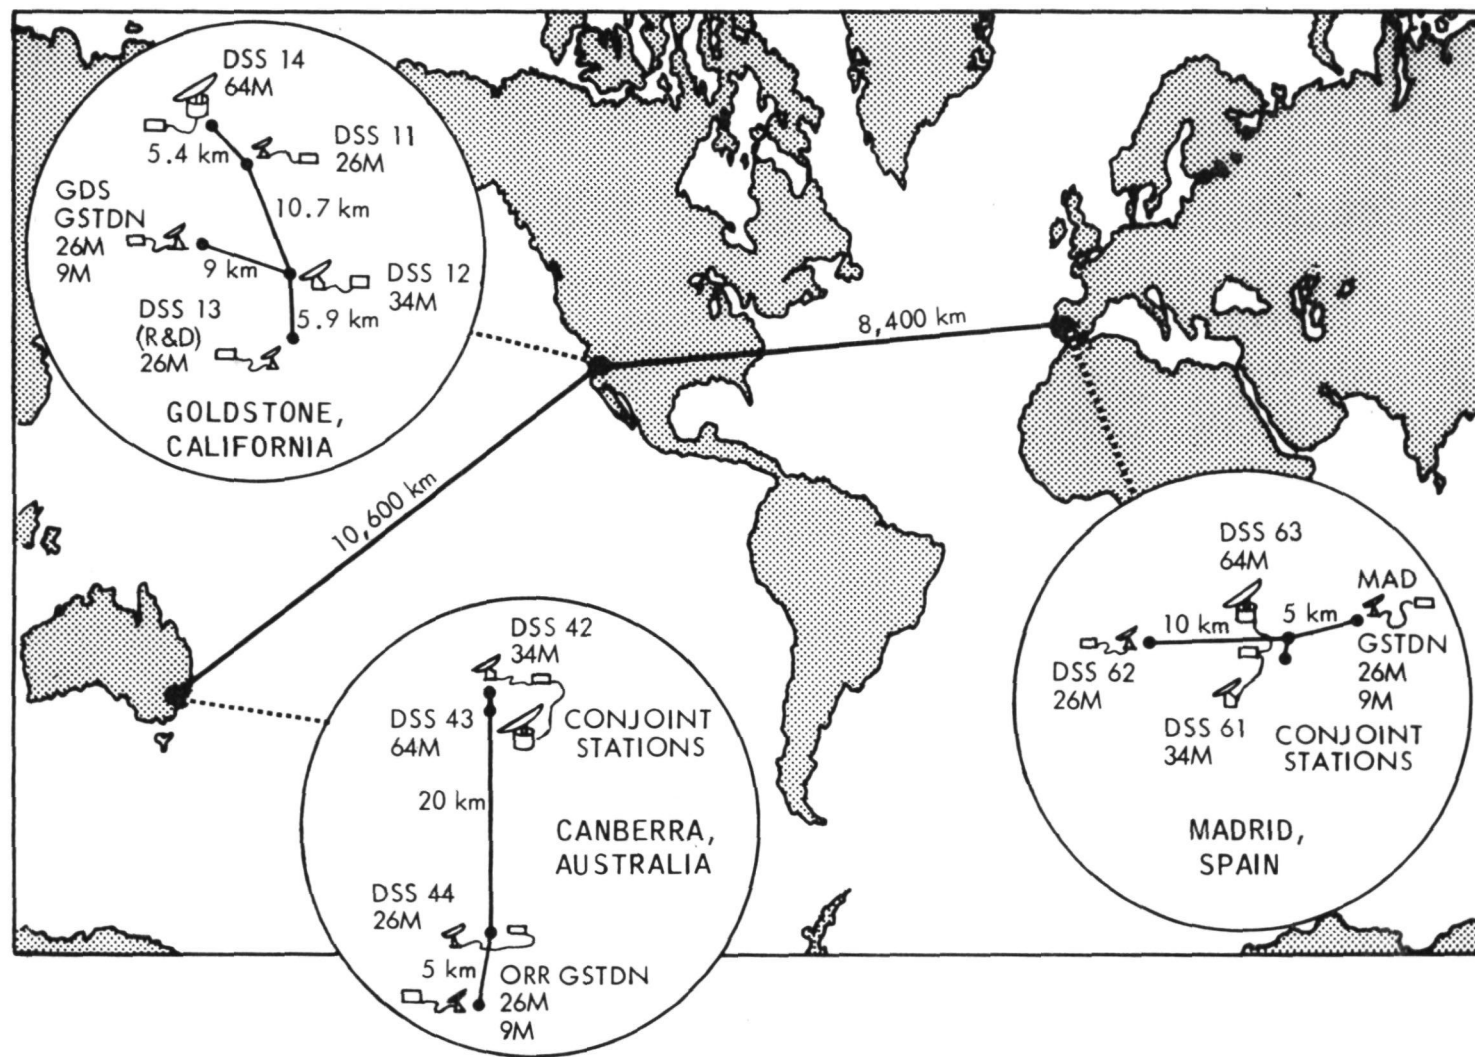 DSS 14
64M
5.4 km
DSS 11
26M
10.7 km
GDS
GSTDN
26M
9M
9 km
DSS 12
34M
DSS 13
(R&D)
26M
5.9 km
GOLDSTONE,
CALIFORNIA
8,400 km
10,600 km
DSS 42
34M
DSS 43
64M
CONJOINT
STATIONS
20 km
CANBERRA,
AUSTRALIA
DSS 44
26M
5 km
ORR GSTDN
26M
9M
DSS 63
64M
MAD
10 km
5 km
GSTDN
26M
9M
DSS 62
26M
DSS 61
34M
CONJOINT
STATIONS
MADRID,
SPAIN